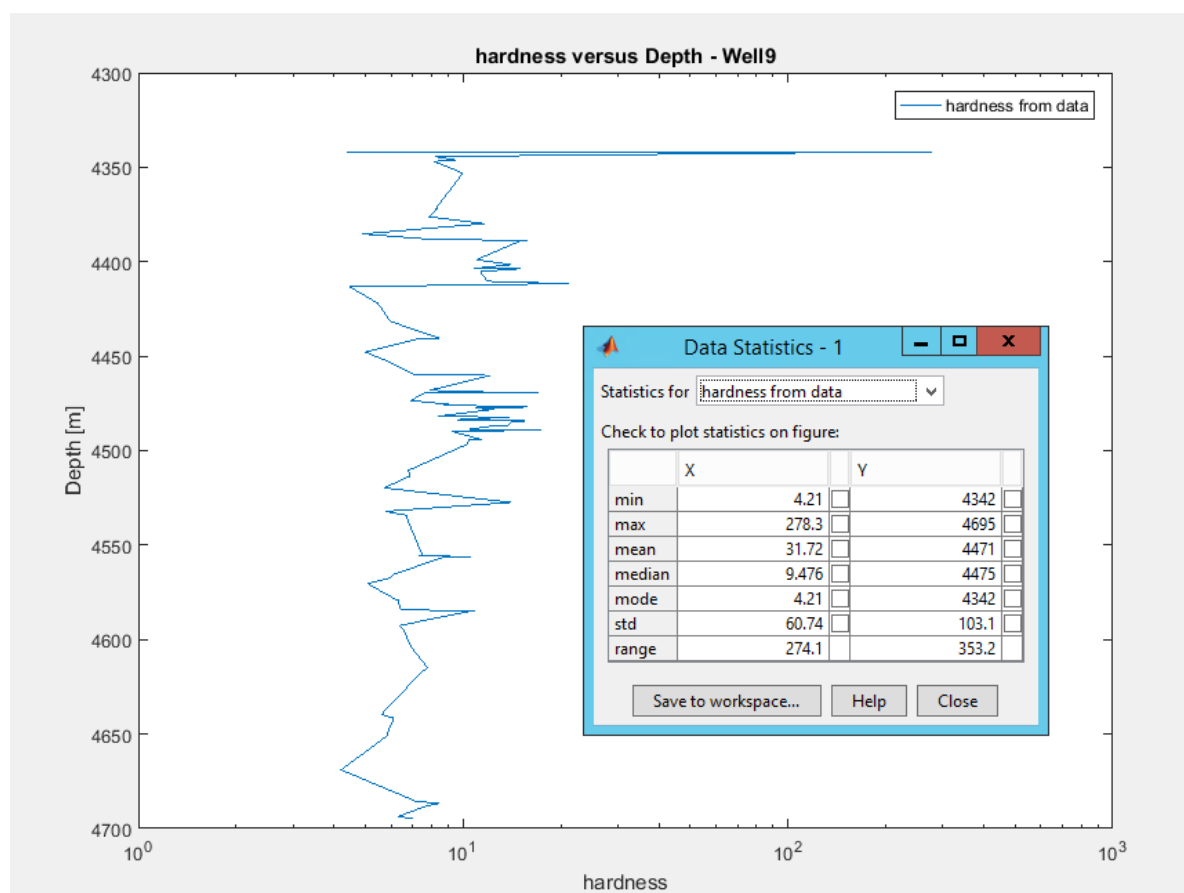 hardness versus Depth - Well9
hardness from data
4300
4350
4400
4450
4500
4550
4600
4650
4700
Depth [m]
10^0
10^1
10^2
10^3
hardness
Data Statistics - 1
Statistics for hardness from data
Check to plot statistics on figure:
X Y
min 4.21 4342
max 278.3 4695
mean 31.72 4471
median 9.476 4475
mode 4.21 4342
std 60.74 103.1
range 274.1 353.2
Save to workspace... Help Close